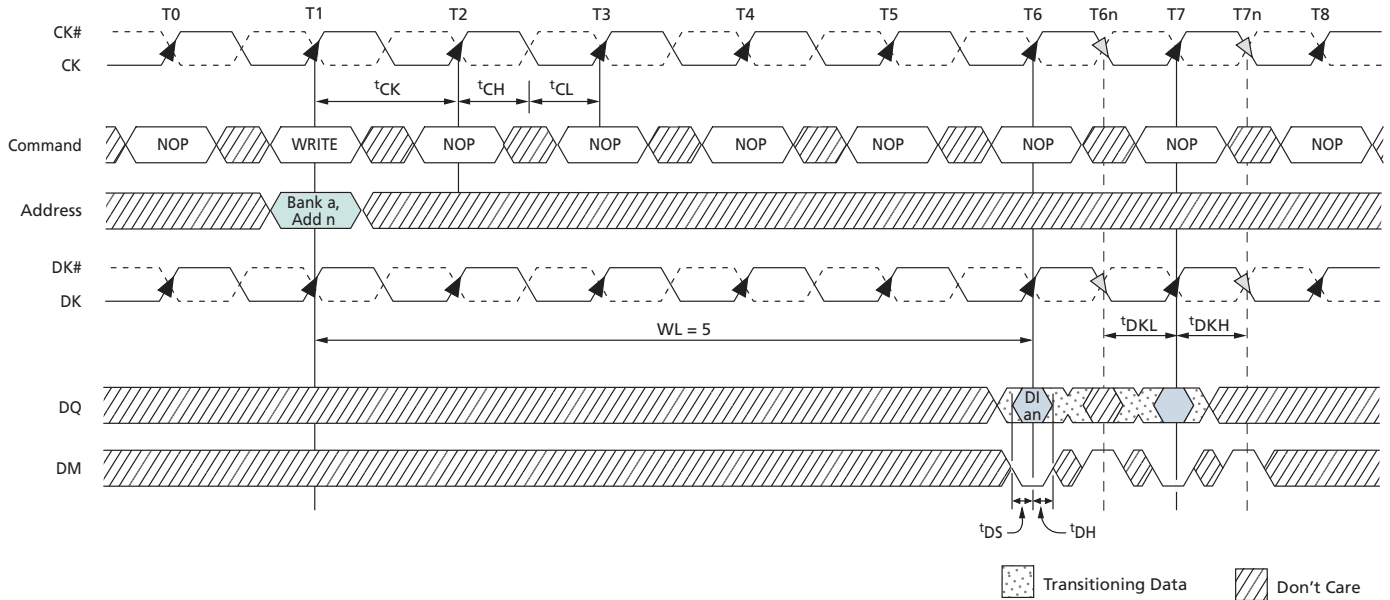 T0 T1 T2 T3 T4 T5 T6 T6n T7 T7n T8
CK#
CK
tCK tCH tCL
Command NOP WRITE NOP NOP NOP NOP NOP NOP NOP
Address Bank a,
Add n
DK#
DK
WL = 5 tDKL tDKH
DQ DI
an
DM
tDS tDH
Transitioning Data Don't Care